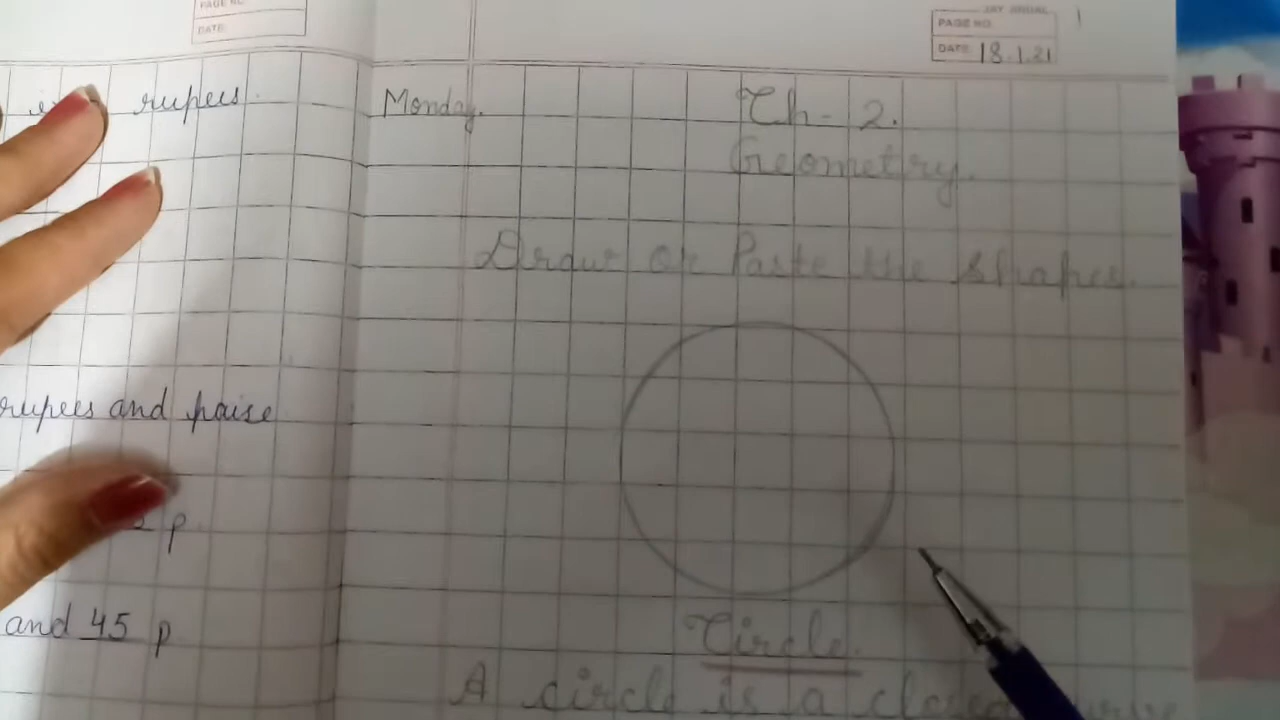 PAGE NO.
DATE:
rupees.
rupees and paise
p.
and 45 p
PAGE NO.
DATE: 18.1.21
Monday.
Ch - 2.
Geometry.
Draw or Paste the shapes.
Circle.
A circle is a closed curve